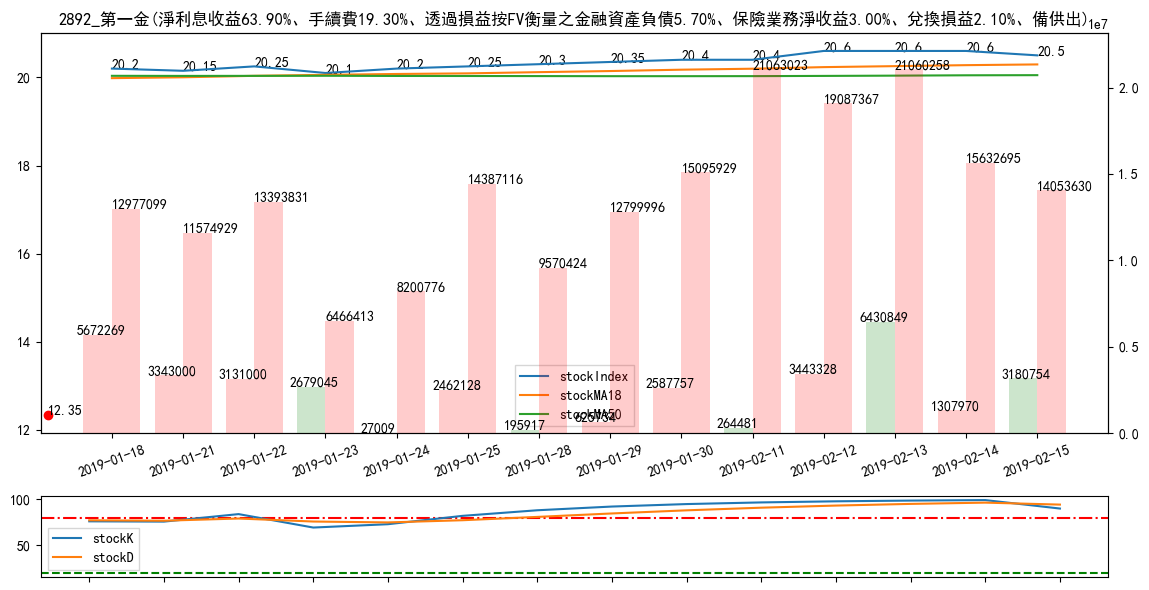 2892_第一金(淨利息收益63.90%、手續費19.30%、透過損益按FV衡量之金融資產負債5.70%、保險業務淨收益3.00%、兌換損益2.10%、備供出)
1e7
20.2 20.15 20.25 20.1 20.2 20.25 20.3 20.35 20.4 20.4 20.6 20.6 20.6 20.5
20
18
16
14
12
2.0
1.5
1.0
0.5
0.0
12977099 11574929 13393831 6466413 8200776 14387116 9570424 12799996 15095929 21063023 19087367 21060258 15632695 14053630
5672269 3343000 3131000 2679045 27009 2462128 195917 625734 2587757 264481 3443328 6430849 1307970 3180754
12.35
stockIndex
stockMA18
stockMA50
2019-01-18 2019-01-21 2019-01-22 2019-01-23 2019-01-24 2019-01-25 2019-01-28 2019-01-29 2019-01-30 2019-02-11 2019-02-12 2019-02-13 2019-02-14 2019-02-15
100
50
stockK
stockD